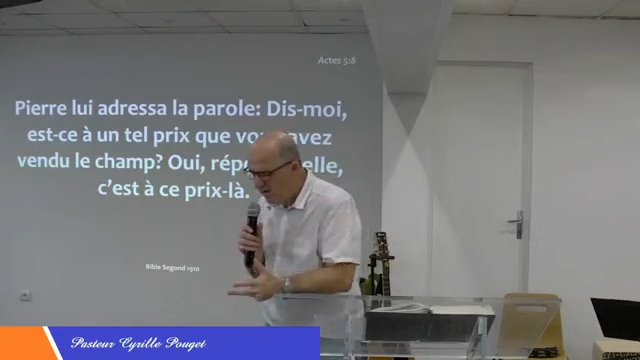 Actes 5:8
Pierre lui adressa la parole: Dis-moi,
est-ce à un tel prix que vous avez
vendu le champ? Oui, elle,
c'est à ce prix-là.
Bible Segond 1910
Pasteur Cyrille Pouget